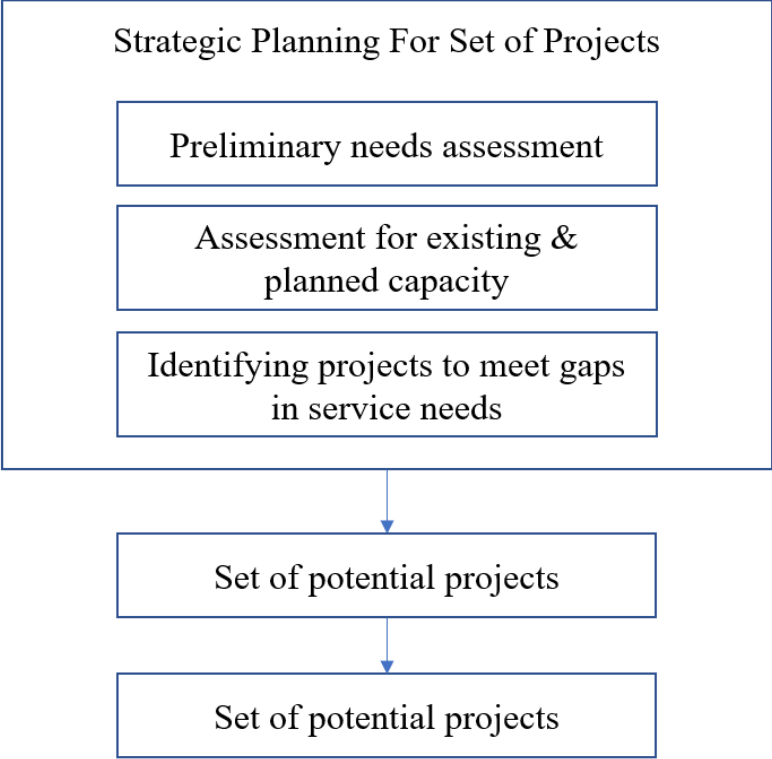 Strategic Planning For Set of Projects
Preliminary needs assessment
Assessment for existing &
planned capacity
Identifying projects to meet gaps
in service needs
Set of potential projects
Set of potential projects